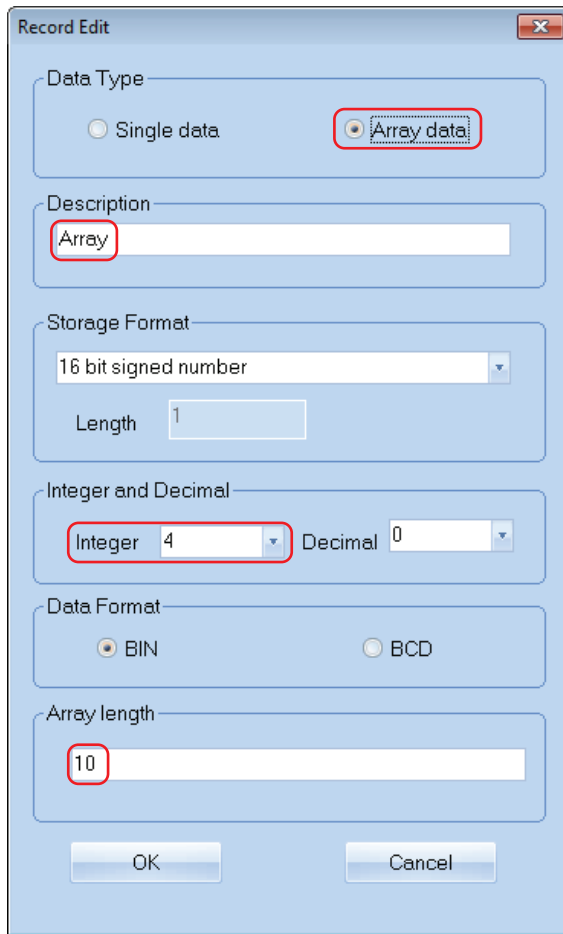 Record Edit
Data Type
Single data Array data
Description
Array
Storage Format
16 bit signed number
Length 1
Integer and Decimal
Integer 4 Decimal 0
Data Format
BIN BCD
Array length
10
OK Cancel